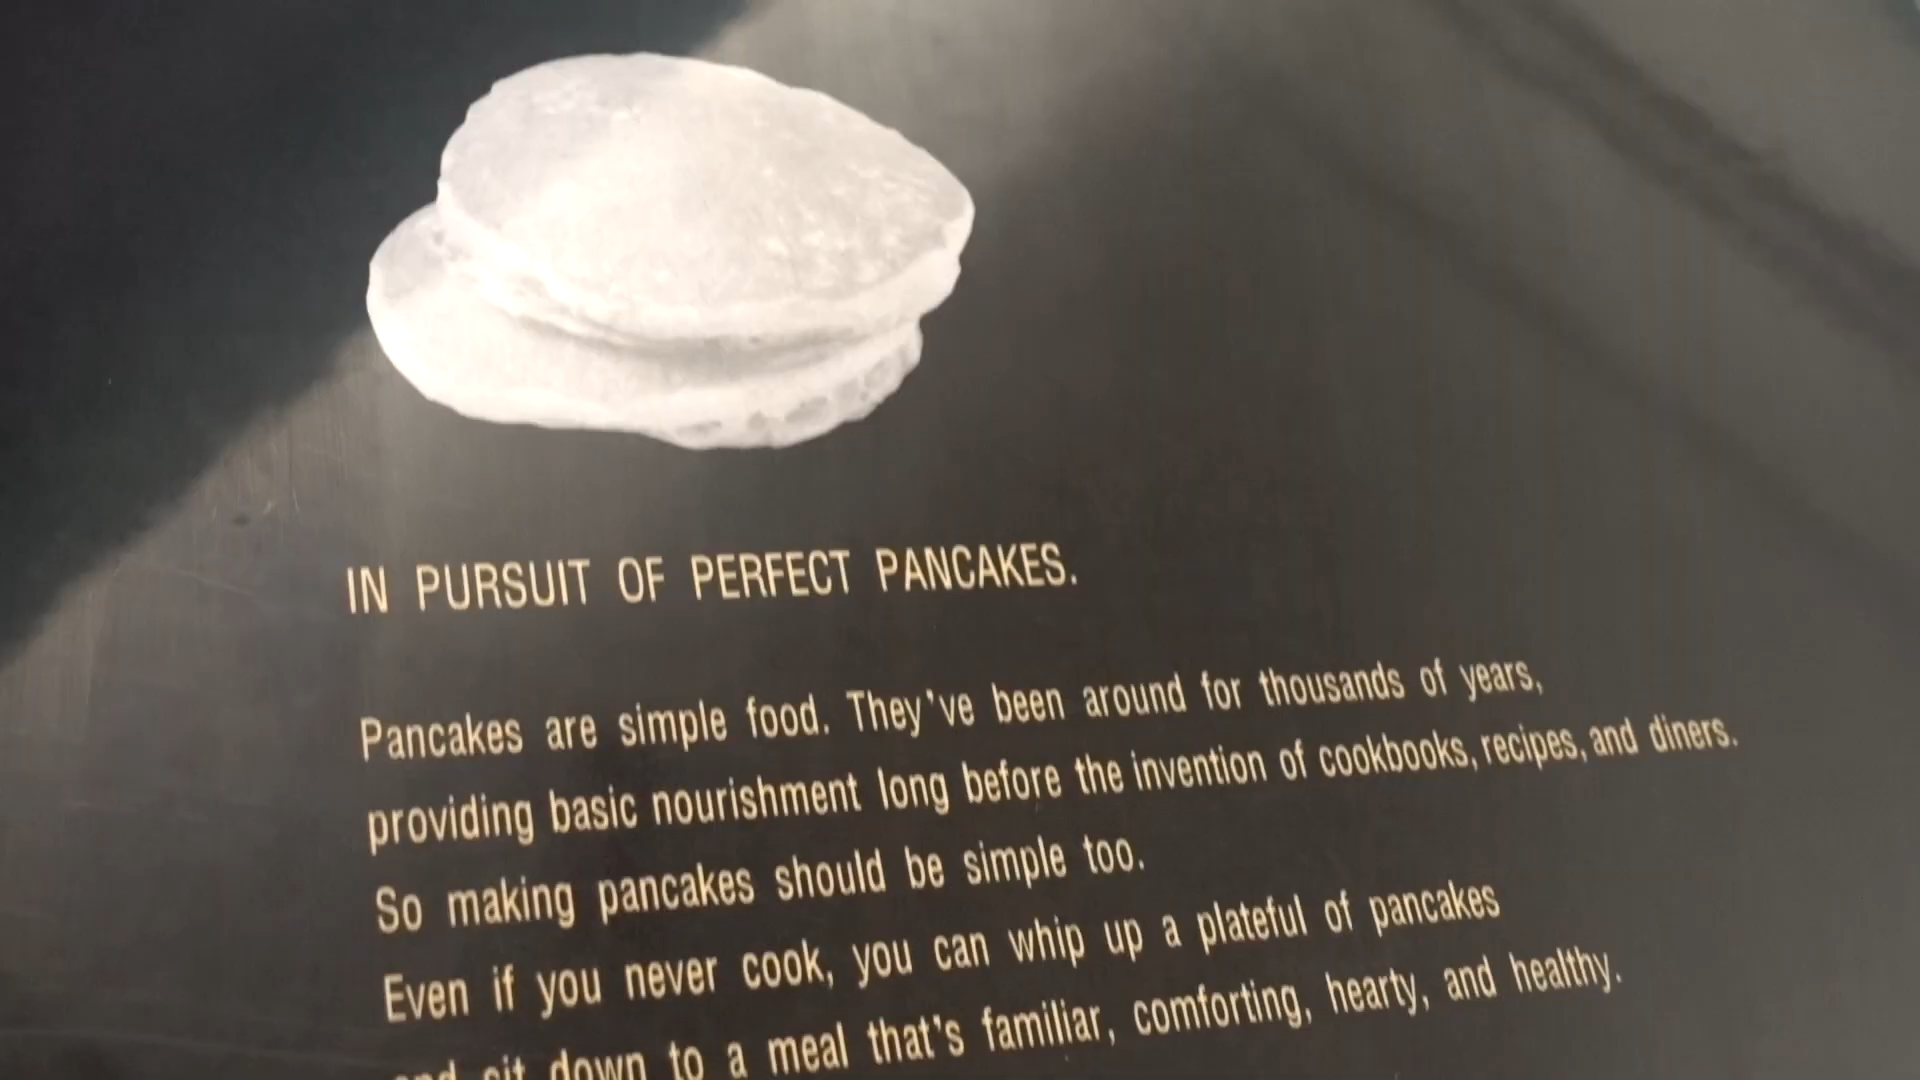 IN PURSUIT OF PERFECT PANCAKES.
Pancakes are simple food. They've been around for thousands of years,
providing basic nourishment long before the invention of cookbooks, recipes, and diners.
So making pancakes should be simple too.
Even if you never cook, you can whip up a plateful of pancakes
and sit down to a meal that's familiar, comforting, hearty, and healthy.